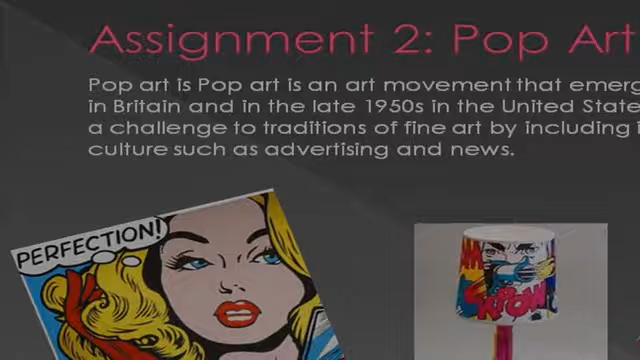 Assignment 2: Pop Art
Pop art is Pop art is an art movement that emerg
in Britain and in the late 1950s in the United State
a challenge to traditions of fine art by including i
culture such as advertising and news.
PERFECTION!
KPOW